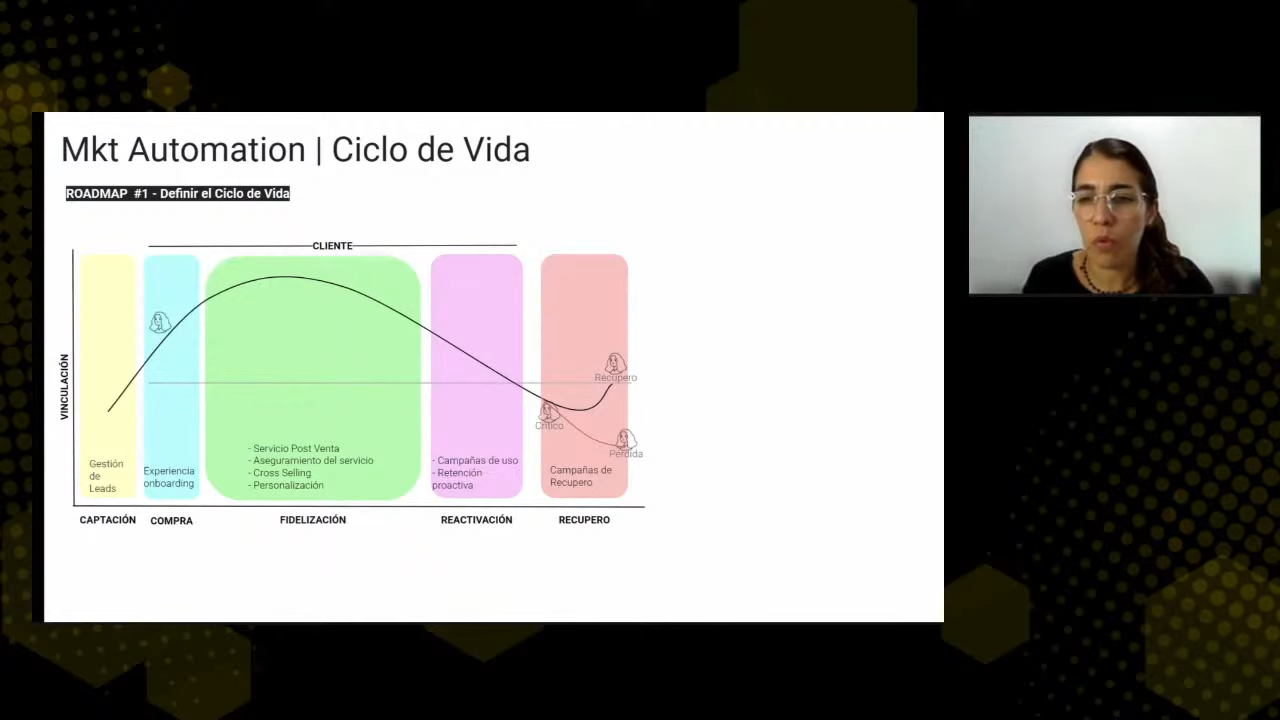 Mkt Automation | Ciclo de Vida
ROADMAP #1 - Definir el Ciclo de Vida
CLIENTE
VINCULACIÓN
Recupero
Crítico
Pérdida
Gestión
de
Leads
Experiencia
onboarding
- Servicio Post Venta
- Aseguramiento del servicio
- Cross Selling
- Personalización
- Campañas de uso
- Retención
proactiva
Campañas de
Recupero
CAPTACIÓN
COMPRA
FIDELIZACIÓN
REACTIVACIÓN
RECUPERO